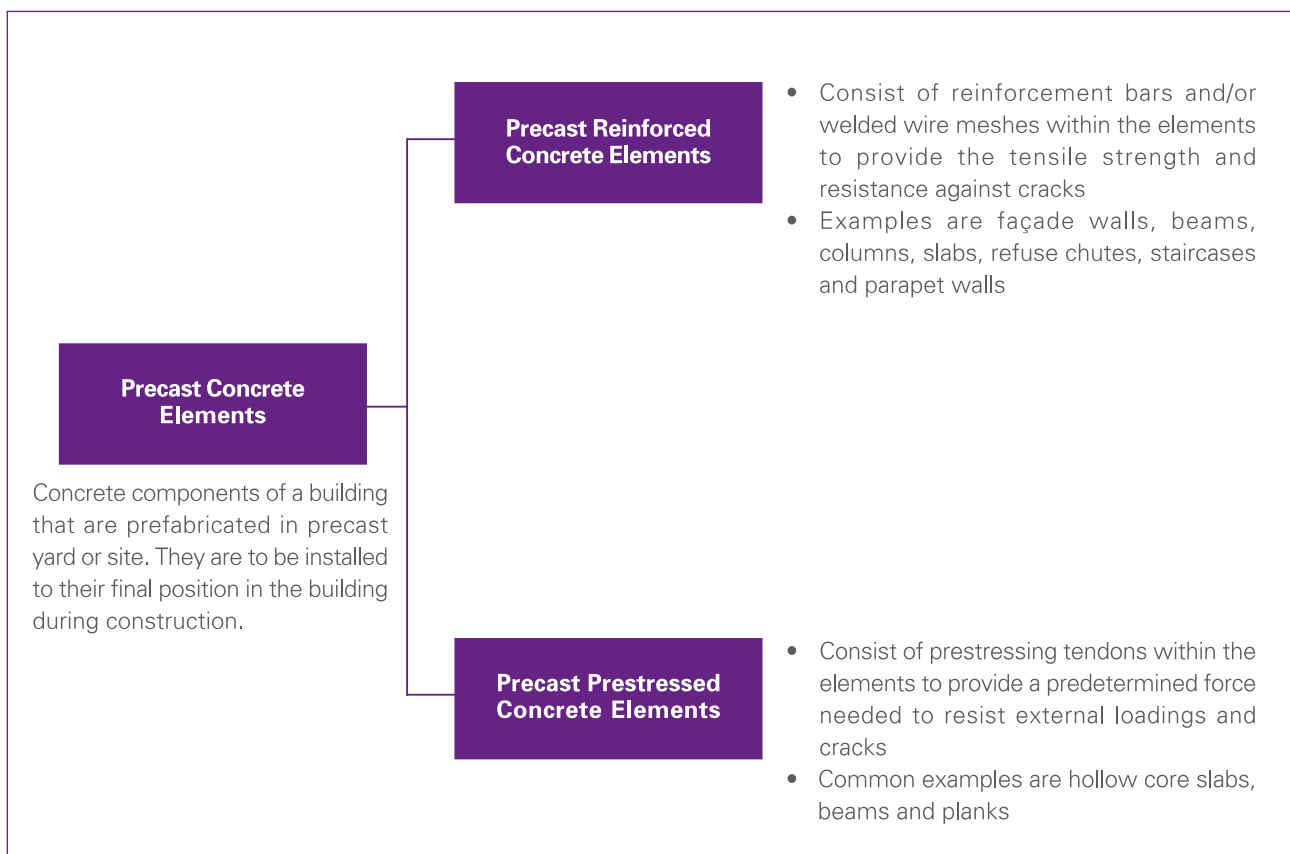 Precast Reinforced
Concrete Elements
• Consist of reinforcement bars and/or
welded wire meshes within the elements
to provide the tensile strength and
resistance against cracks
• Examples are façade walls, beams,
columns, slabs, refuse chutes, staircases
and parapet walls
Precast Concrete
Elements
Concrete components of a building
that are prefabricated in precast
yard or site. They are to be installed
to their final position in the building
during construction.
Precast Prestressed
Concrete Elements
• Consist of prestressing tendons within the
elements to provide a predetermined force
needed to resist external loadings and
cracks
• Common examples are hollow core slabs,
beams and planks